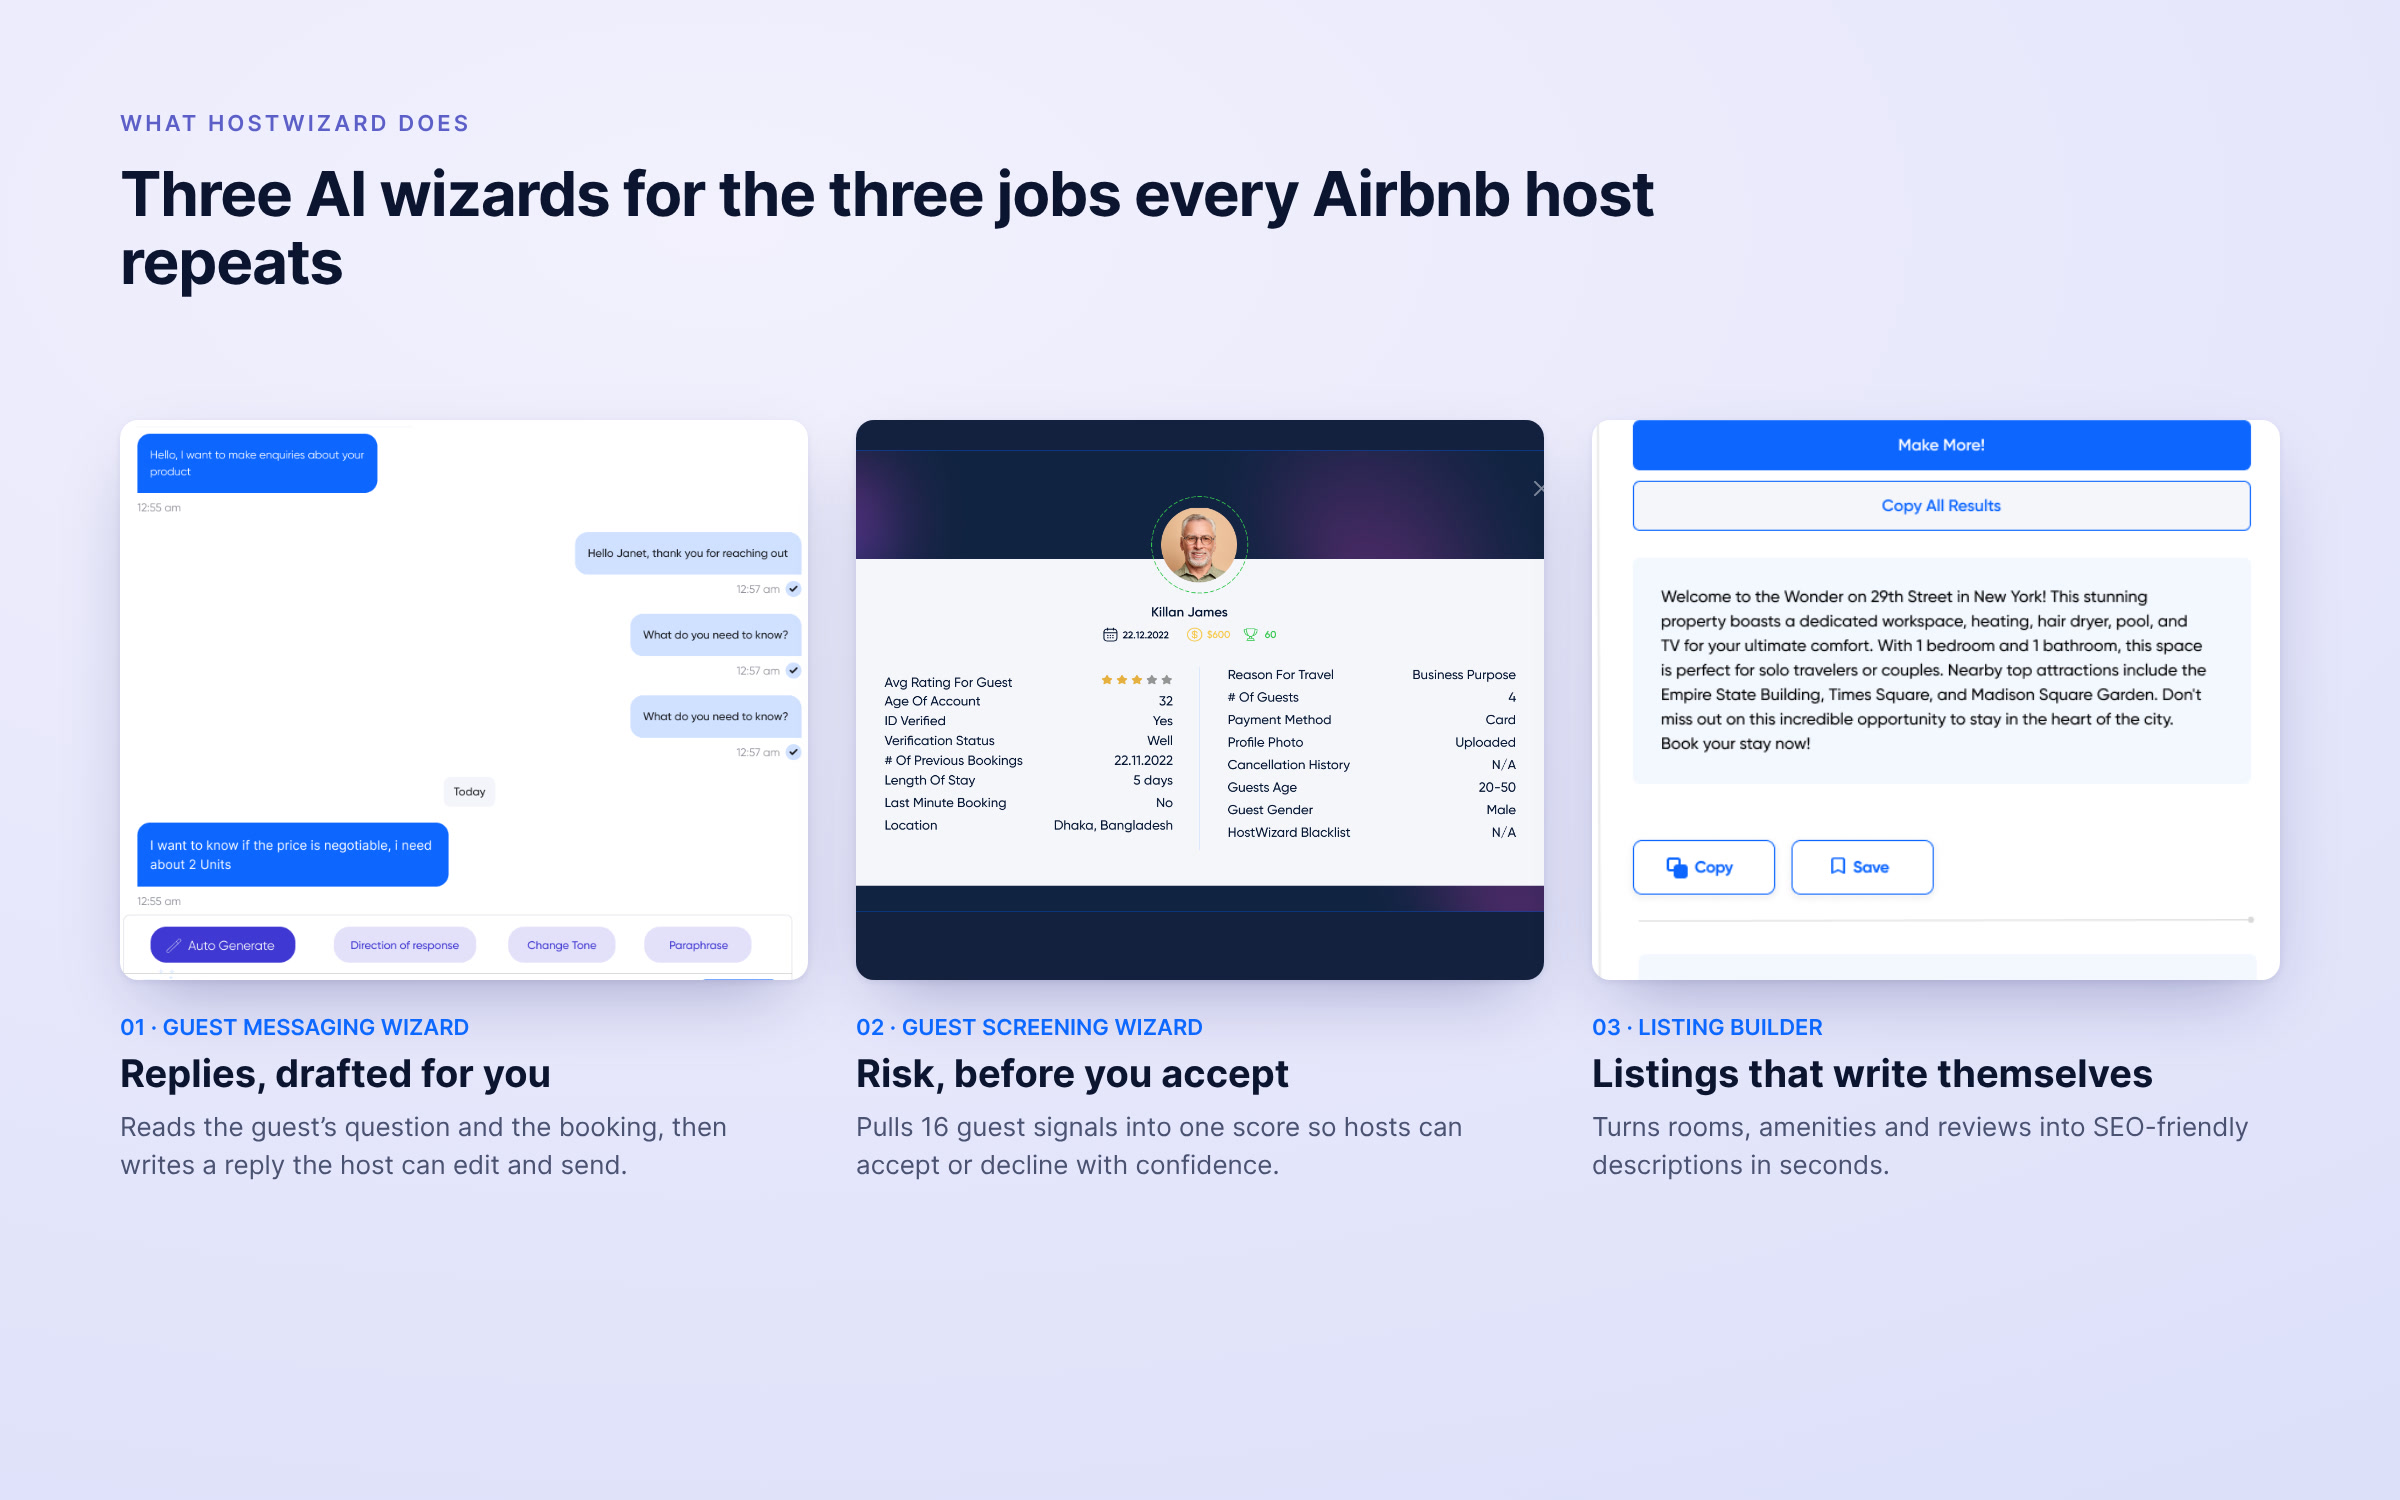 WHAT HOSTWIZARD DOES
Three AI wizards for the three jobs every Airbnb host
repeats
Hello, I want to make enquiries about your
product
12:55 am
Hello Janet, thank you for reaching out
12:57 am
What do you need to know?
12:57 am
What do you need to know?
12:57 am
Today
I want to know if the price is negotiable, i need
about 2 Units
12:55 am
Auto Generate Direction of response Change Tone Paraphrase
01 · GUEST MESSAGING WIZARD
Replies, drafted for you
Reads the guest’s question and the booking, then
writes a reply the host can edit and send.
Killan James
22.12.2022 $600 60
Avg Rating For Guest
Age Of Account 32
ID Verified Yes
Verification Status Well
# Of Previous Bookings 22.11.2022
Length Of Stay 5 days
Last Minute Booking No
Location Dhaka, Bangladesh
Reason For Travel Business Purpose
# Of Guests 4
Payment Method Card
Profile Photo Uploaded
Cancellation History N/A
Guests Age 20-50
Guest Gender Male
HostWizard Blacklist N/A
02 · GUEST SCREENING WIZARD
Risk, before you accept
Pulls 16 guest signals into one score so hosts can
accept or decline with confidence.
Make More!
Copy All Results
Welcome to the Wonder on 29th Street in New York! This stunning
property boasts a dedicated workspace, heating, hair dryer, pool, and
TV for your ultimate comfort. With 1 bedroom and 1 bathroom, this space
is perfect for solo travelers or couples. Nearby top attractions include the
Empire State Building, Times Square, and Madison Square Garden. Don't
miss out on this incredible opportunity to stay in the heart of the city.
Book your stay now!
Copy Save
03 · LISTING BUILDER
Listings that write themselves
Turns rooms, amenities and reviews into SEO-friendly
descriptions in seconds.